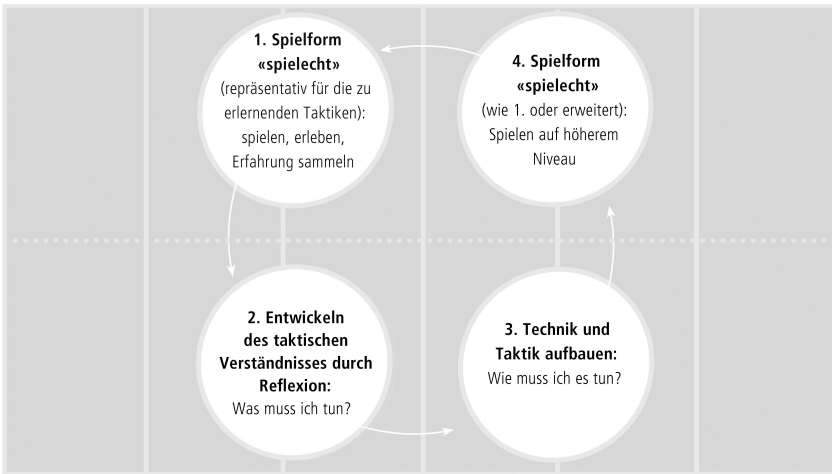 1. Spielform
«spielecht»
(repräsentativ für die zu
erlernenden Taktiken):
spielen, erleben,
Erfahrung sammeln
2. Entwickeln
des taktischen
Verständnisses durch
Reflexion:
Was muss ich tun?
3. Technik und
Taktik aufbauen:
Wie muss ich es tun?
4. Spielform
«spielecht»
(wie 1. oder erweitert):
Spielen auf höherem
Niveau